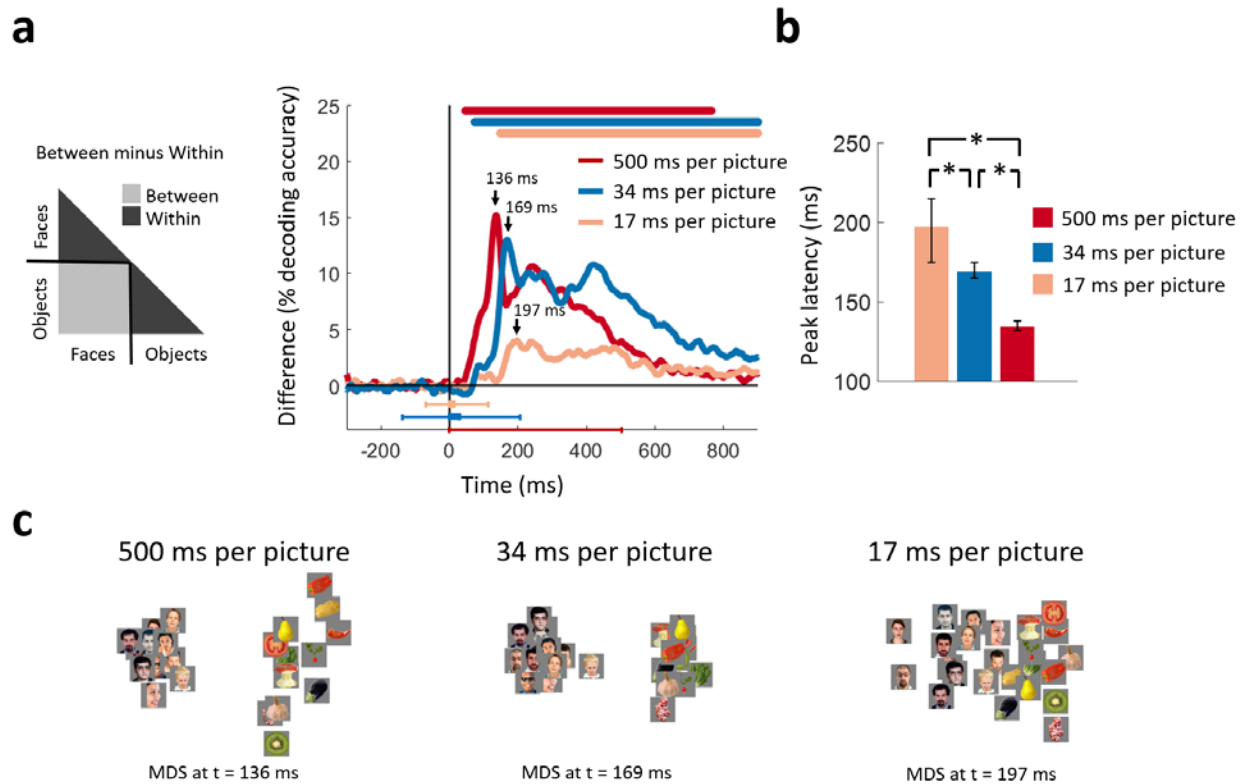 a
Between minus Within
Between
Within
Faces
Objects
Faces
Objects
Difference (% decoding accuracy)
25
20
15
10
5
0
136 ms
169 ms
197 ms
500 ms per picture
34 ms per picture
17 ms per picture
-200
0
200
400
600
800
Time (ms)
b
Peak latency (ms)
250
200
150
100
*
*
*
500 ms per picture
34 ms per picture
17 ms per picture
c
500 ms per picture
34 ms per picture
17 ms per picture
MDS at t = 136 ms
MDS at t = 169 ms
MDS at t = 197 ms